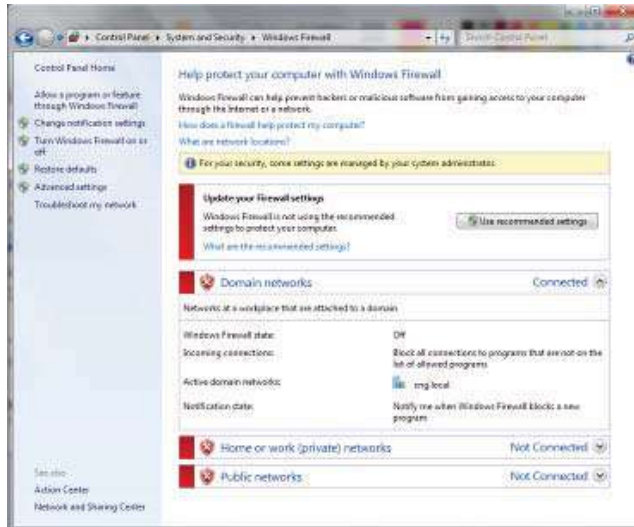 Control Panel ▸ System and Security ▸ Windows Firewall
Search Control Panel
Control Panel Home
Allow a program or feature
through Windows Firewall
Change notification settings
Turn Windows Firewall on or
off
Restore defaults
Advanced settings
Troubleshoot my network
See also
Action Center
Network and Sharing Center
Help protect your computer with Windows Firewall
Windows Firewall can help prevent hackers or malicious software from gaining access to your computer
through the Internet or a network.
How does a firewall help protect my computer?
What are network locations?
For your security, some settings are managed by your system administrator.
Update your Firewall settings
Windows Firewall is not using the recommended
settings to protect your computer.
Use recommended settings
What are the recommended settings?
Domain networks Connected
Networks at a workplace that are attached to a domain
Windows Firewall state: Off
Incoming connections: Block all connections to programs that are not on the
list of allowed programs
Active domain networks: eng.local
Notification state: Notify me when Windows Firewall blocks a new
program
Home or work (private) networks Not Connected
Public networks Not Connected